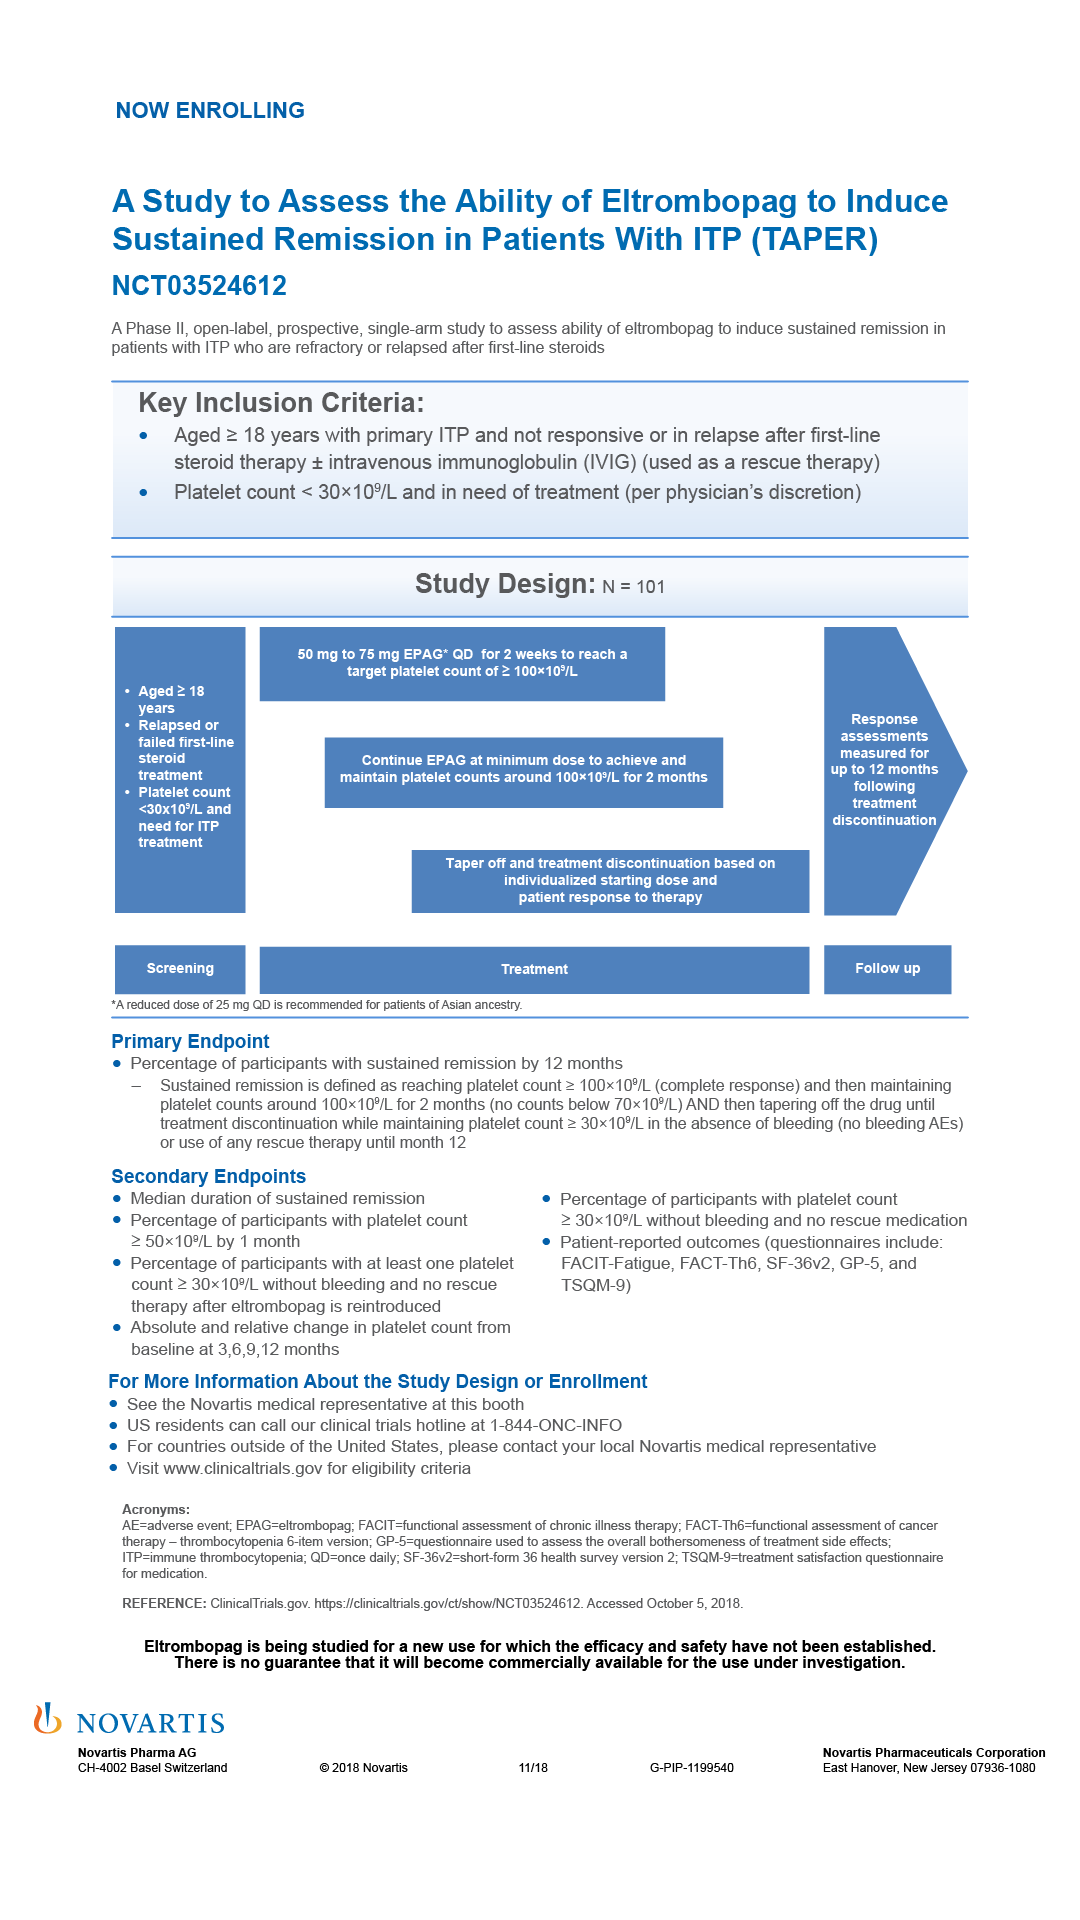 NOW ENROLLING
A Study to Assess the Ability of Eltrombopag to Induce
Sustained Remission in Patients With ITP (TAPER)
NCT03524612
A Phase II, open-label, prospective, single-arm study to assess ability of eltrombopag to induce sustained remission in
patients with ITP who are refractory or relapsed after first-line steroids
Key Inclusion Criteria:
• Aged ≥ 18 years with primary ITP and not responsive or in relapse after first-line
steroid therapy ± intravenous immunoglobulin (IVIG) (used as a rescue therapy)
• Platelet count < 30×10⁹/L and in need of treatment (per physician’s discretion)
Study Design: N = 101
• Aged ≥ 18
years
• Relapsed or
failed first-line
steroid
treatment
• Platelet count
<30x10⁹/L and
need for ITP
treatment
50 mg to 75 mg EPAG* QD for 2 weeks to reach a
target platelet count of ≥ 100×10⁹/L
Continue EPAG at minimum dose to achieve and
maintain platelet counts around 100×10⁹/L for 2 months
Taper off and treatment discontinuation based on
individualized starting dose and
patient response to therapy
Response
assessments
measured for
up to 12 months
following
treatment
discontinuation
Screening
Treatment
Follow up
*A reduced dose of 25 mg QD is recommended for patients of Asian ancestry.
Primary Endpoint
• Percentage of participants with sustained remission by 12 months
– Sustained remission is defined as reaching platelet count ≥ 100×10⁹/L (complete response) and then maintaining
platelet counts around 100×10⁹/L for 2 months (no counts below 70×10⁹/L) AND then tapering off the drug until
treatment discontinuation while maintaining platelet count ≥ 30×10⁹/L in the absence of bleeding (no bleeding AEs)
or use of any rescue therapy until month 12
Secondary Endpoints
• Median duration of sustained remission
• Percentage of participants with platelet count
≥ 50×10⁹/L by 1 month
• Percentage of participants with at least one platelet
count ≥ 30×10⁹/L without bleeding and no rescue
therapy after eltrombopag is reintroduced
• Absolute and relative change in platelet count from
baseline at 3,6,9,12 months
• Percentage of participants with platelet count
≥ 30×10⁹/L without bleeding and no rescue medication
• Patient-reported outcomes (questionnaires include:
FACIT-Fatigue, FACT-Th6, SF-36v2, GP-5, and
TSQM-9)
For More Information About the Study Design or Enrollment
• See the Novartis medical representative at this booth
• US residents can call our clinical trials hotline at 1-844-ONC-INFO
• For countries outside of the United States, please contact your local Novartis medical representative
• Visit www.clinicaltrials.gov for eligibility criteria
Acronyms:
AE=adverse event; EPAG=eltrombopag; FACIT=functional assessment of chronic illness therapy; FACT-Th6=functional assessment of cancer
therapy – thrombocytopenia 6-item version; GP-5=questionnaire used to assess the overall bothersomeness of treatment side effects;
ITP=immune thrombocytopenia; QD=once daily; SF-36v2=short-form 36 health survey version 2; TSQM-9=treatment satisfaction questionnaire
for medication.
REFERENCE: ClinicalTrials.gov. https://clinicaltrials.gov/ct/show/NCT03524612. Accessed October 5, 2018.
Eltrombopag is being studied for a new use for which the efficacy and safety have not been established.
There is no guarantee that it will become commercially available for the use under investigation.
NOVARTIS
Novartis Pharma AG
CH-4002 Basel Switzerland
© 2018 Novartis
11/18
G-PIP-1199540
Novartis Pharmaceuticals Corporation
East Hanover, New Jersey 07936-1080